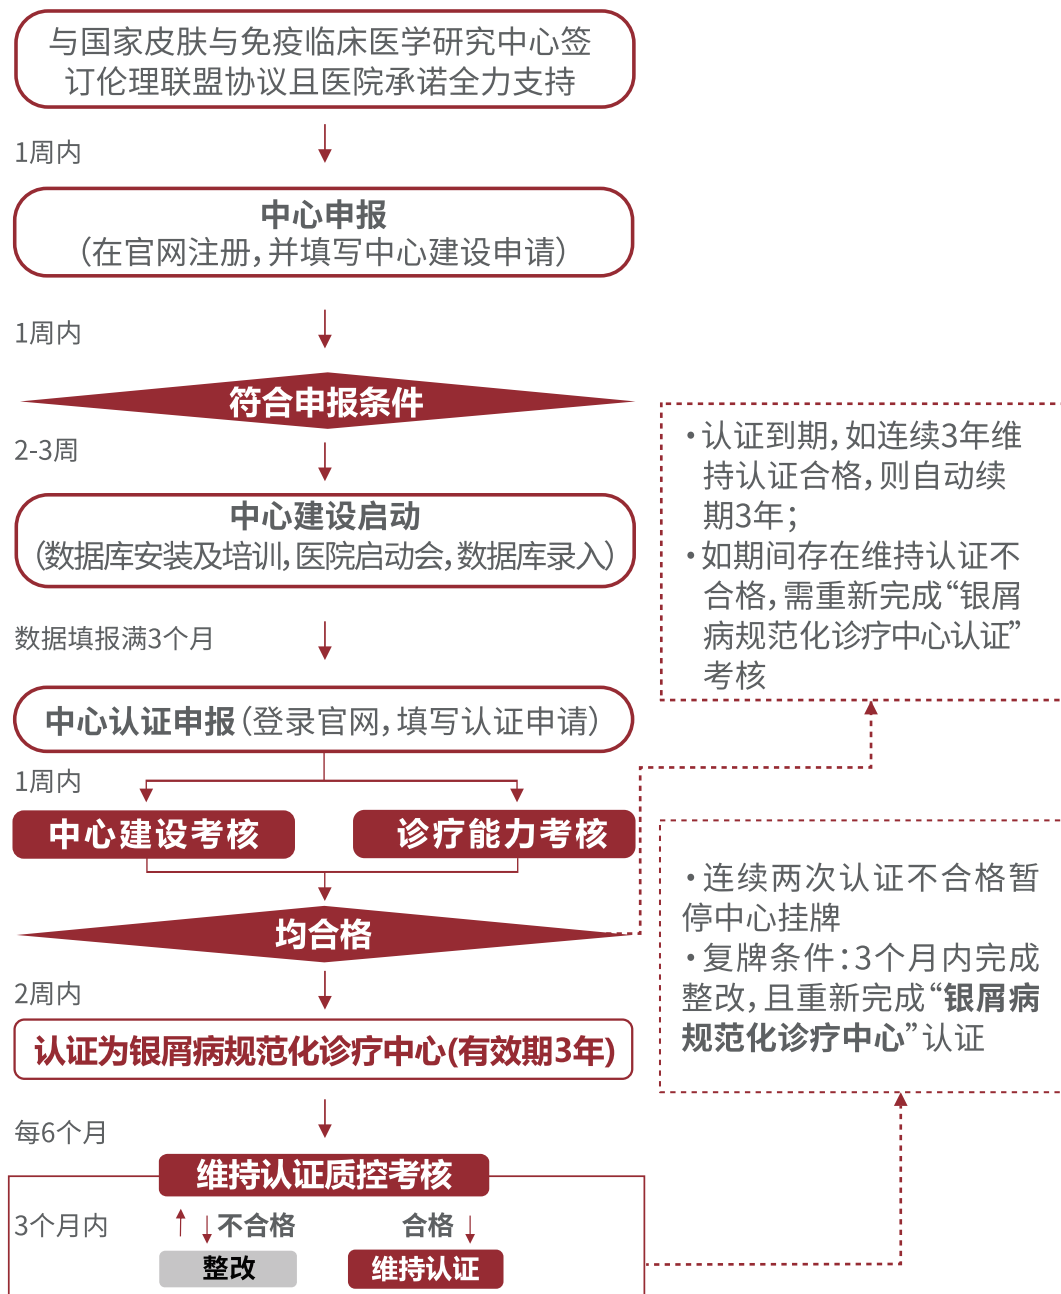 与国家皮肤与免疫临床医学研究中心签
订伦理联盟协议且医院承诺全力支持
1周内
中心申报
（在官网注册，并填写中心建设申请）
1周内
符合申报条件
2-3周
中心建设启动
（数据库安装及培训，医院启动会，数据库录入）
数据填报满3个月
中心认证申报（登录官网，填写认证申请）
1周内
中心建设考核
诊疗能力考核
均合格
2周内
认证为银屑病规范化诊疗中心(有效期3年)
每6个月
维持认证质控考核
3个月内
不合格
合格
整改
维持认证
・认证到期，如连续3年维
持认证合格，则自动续
期3年；
・如期间存在维持认证不
合格，需重新完成“银屑
病规范化诊疗中心认证”
考核
・连续两次认证不合格暂
停中心挂牌
・复牌条件：3个月内完成
整改，且重新完成“银屑病
规范化诊疗中心”认证